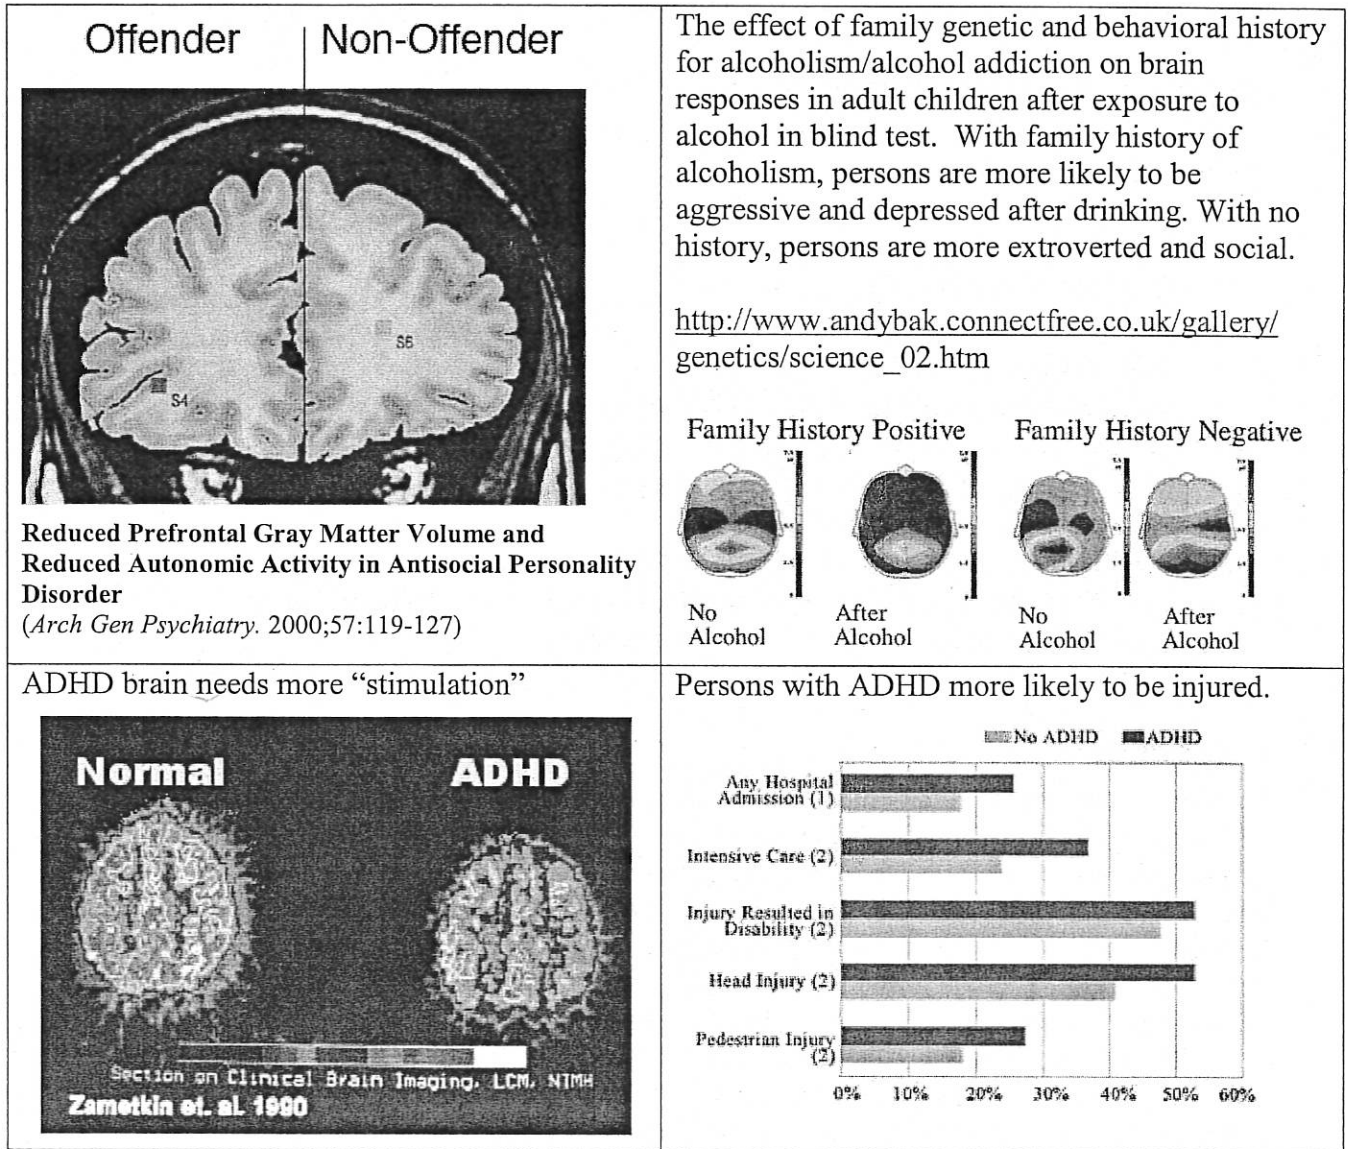 Offender
Non-Offender
S6
S4
Reduced Prefrontal Gray Matter Volume and
Reduced Autonomic Activity in Antisocial Personality
Disorder
(Arch Gen Psychiatry. 2000;57:119-127)
The effect of family genetic and behavioral history
for alcoholism/alcohol addiction on brain
responses in adult children after exposure to
alcohol in blind test.  With family history of
alcoholism, persons are more likely to be
aggressive and depressed after drinking. With no
history, persons are more extroverted and social.
http://www.andybak.connectfree.co.uk/gallery/
genetics/science_02.htm
Family History Positive
Family History Negative
No
Alcohol
After
Alcohol
No
Alcohol
After
Alcohol
ADHD brain needs more “stimulation”
Normal
ADHD
Section on Clinical Brain Imaging, LCM, NIMH
Zametkin et. al. 1990
Persons with ADHD more likely to be injured.
No ADHD
ADHD
Any Hospital
Admission (1)
Intensive Care (2)
Injury Resulted in
Disability (2)
Head Injury (2)
Pedestrian Injury
(2)
0% 10% 20% 30% 40% 50% 60%